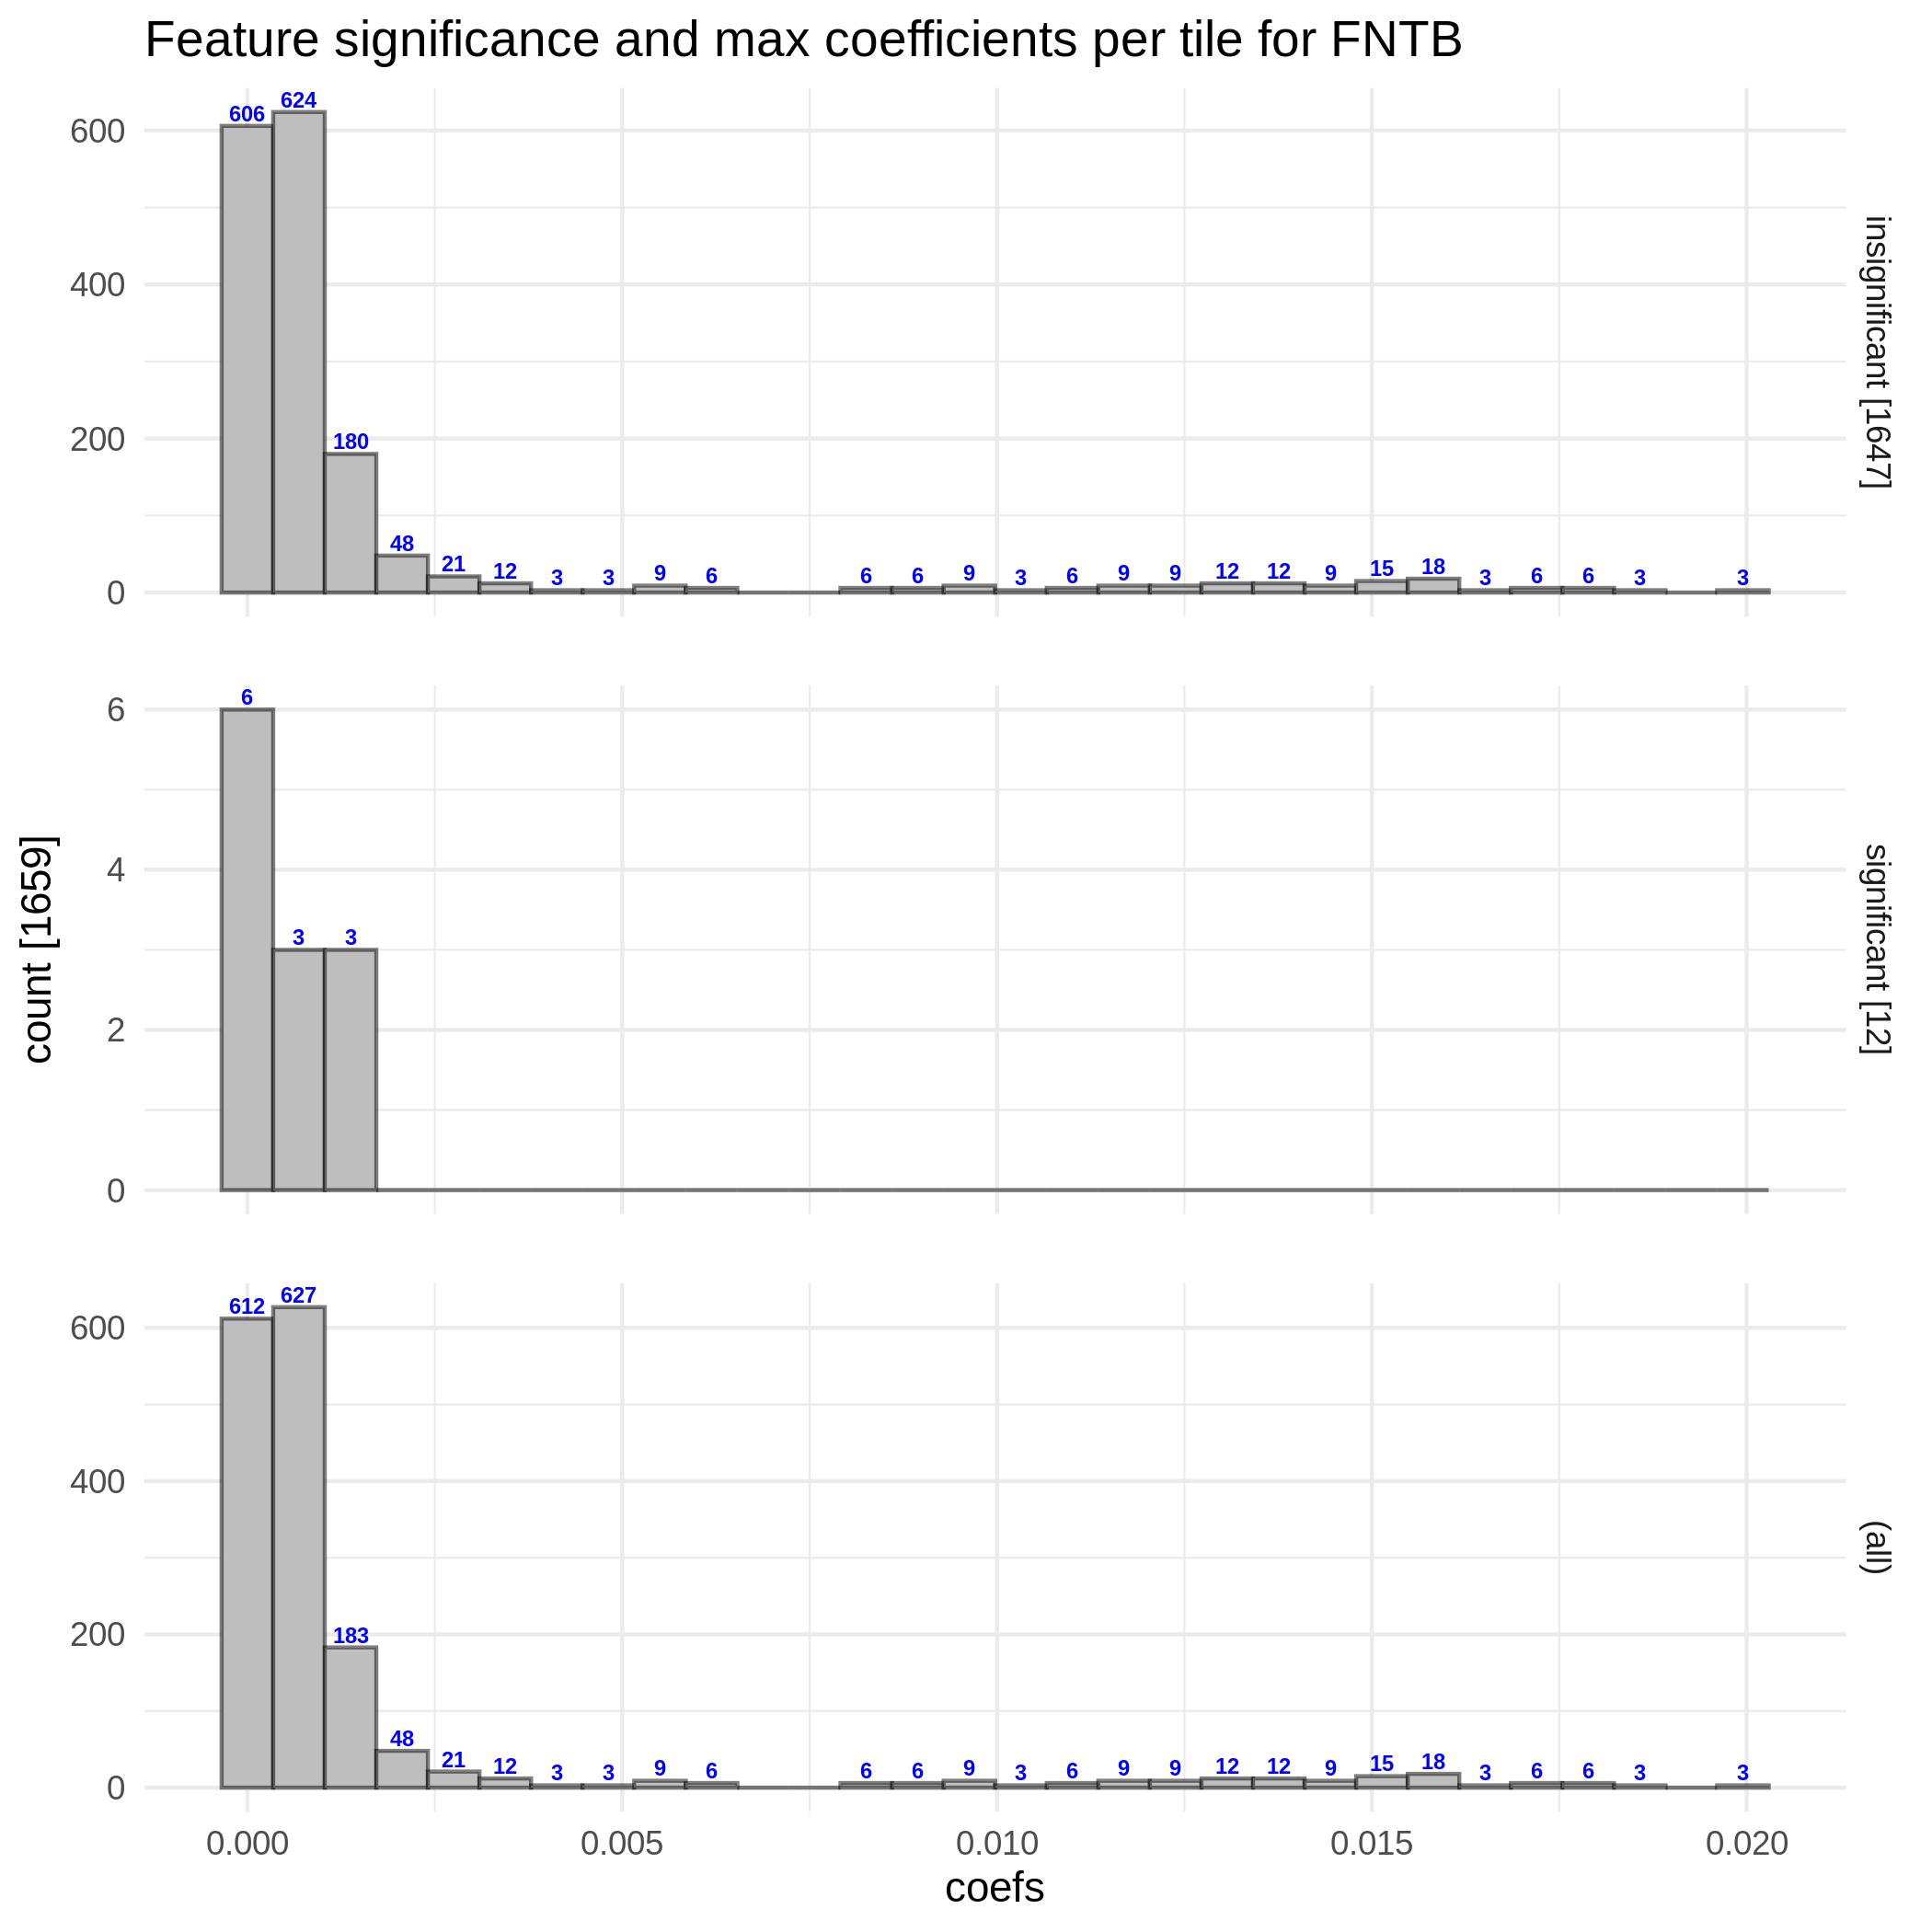 Feature significance and max coefficients per tile for FNTB
606 624 180 48 21 12 3 3 9 6 6 6 9 3 6 9 9 12 12 9 15 18 3 6 6 3 3
600
400
200
0
insignificant [1647]
6 3 3
6
4
2
0
significant [12]
count [1659]
612 627 183 48 21 12 3 3 9 6 6 6 9 3 6 9 9 12 12 9 15 18 3 6 6 3 3
600
400
200
0
(all)
0.000 0.005 0.010 0.015 0.020
coefs